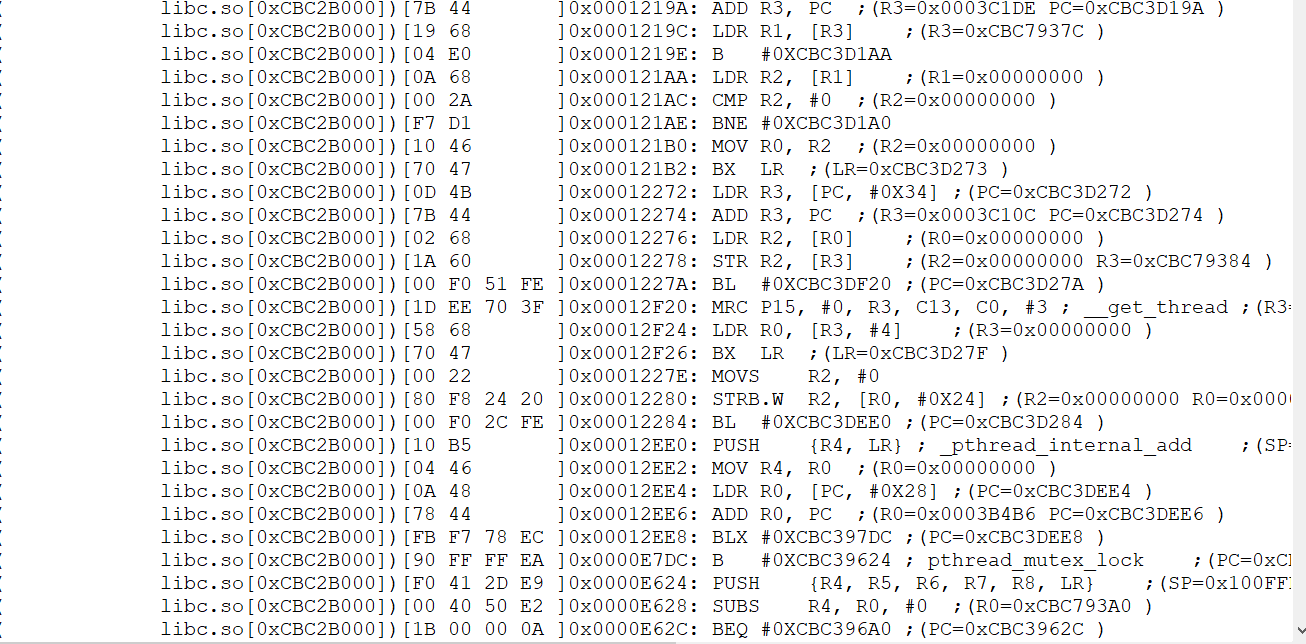 libc.so[0xCBC2B000])[7B 44 ]0x0001219A: ADD R3, PC ;(R3=0x0003C1DE PC=0xCBC3D19A )
libc.so[0xCBC2B000])[19 68 ]0x0001219C: LDR R1, [R3] ;(R3=0xCBC7937C )
libc.so[0xCBC2B000])[04 E0 ]0x0001219E: B #0XCBC3D1AA
libc.so[0xCBC2B000])[0A 68 ]0x000121AA: LDR R2, [R1] ;(R1=0x00000000 )
libc.so[0xCBC2B000])[00 2A ]0x000121AC: CMP R2, #0 ;(R2=0x00000000 )
libc.so[0xCBC2B000])[F7 D1 ]0x000121AE: BNE #0XCBC3D1A0
libc.so[0xCBC2B000])[10 46 ]0x000121B0: MOV R0, R2 ;(R2=0x00000000 )
libc.so[0xCBC2B000])[70 47 ]0x000121B2: BX LR ;(LR=0xCBC3D273 )
libc.so[0xCBC2B000])[0D 4B ]0x00012272: LDR R3, [PC, #0X34] ;(PC=0xCBC3D272 )
libc.so[0xCBC2B000])[7B 44 ]0x00012274: ADD R3, PC ;(R3=0x0003C10C PC=0xCBC3D274 )
libc.so[0xCBC2B000])[02 68 ]0x00012276: LDR R2, [R0] ;(R0=0x00000000 )
libc.so[0xCBC2B000])[1A 60 ]0x00012278: STR R2, [R3] ;(R2=0x00000000 R3=0xCBC79384 )
libc.so[0xCBC2B000])[00 F0 51 FE ]0x0001227A: BL #0XCBC3DF20 ;(PC=0xCBC3D27A )
libc.so[0xCBC2B000])[1D EE 70 3F ]0x00012F20: MRC P15, #0, R3, C13, C0, #3 ; __get_thread ;(R3=
libc.so[0xCBC2B000])[58 68 ]0x00012F24: LDR R0, [R3, #4] ;(R3=0x00000000 )
libc.so[0xCBC2B000])[70 47 ]0x00012F26: BX LR ;(LR=0xCBC3D27F )
libc.so[0xCBC2B000])[00 22 ]0x0001227E: MOVS R2, #0
libc.so[0xCBC2B000])[80 F8 24 20 ]0x00012280: STRB.W R2, [R0, #0X24] ;(R2=0x00000000 R0=0x000
libc.so[0xCBC2B000])[00 F0 2C FE ]0x00012284: BL #0XCBC3DEE0 ;(PC=0xCBC3D284 )
libc.so[0xCBC2B000])[10 B5 ]0x00012EE0: PUSH {R4, LR} ; _pthread_internal_add ;(SP=
libc.so[0xCBC2B000])[04 46 ]0x00012EE2: MOV R4, R0 ;(R0=0x00000000 )
libc.so[0xCBC2B000])[0A 48 ]0x00012EE4: LDR R0, [PC, #0X28] ;(PC=0xCBC3DEE4 )
libc.so[0xCBC2B000])[78 44 ]0x00012EE6: ADD R0, PC ;(R0=0x0003B4B6 PC=0xCBC3DEE6 )
libc.so[0xCBC2B000])[FB F7 78 EC ]0x00012EE8: BLX #0XCBC397DC ;(PC=0xCBC3DEE8 )
libc.so[0xCBC2B000])[90 FF FF EA ]0x0000E7DC: B #0XCBC39624 ; pthread_mutex_lock ;(PC=0xC
libc.so[0xCBC2B000])[F0 41 2D E9 ]0x0000E624: PUSH {R4, R5, R6, R7, R8, LR} ;(SP=0x100FF
libc.so[0xCBC2B000])[00 40 50 E2 ]0x0000E628: SUBS R4, R0, #0 ;(R0=0xCBC793A0 )
libc.so[0xCBC2B000])[1B 00 00 0A ]0x0000E62C: BEQ #0XCBC396A0 ;(PC=0xCBC3962C )